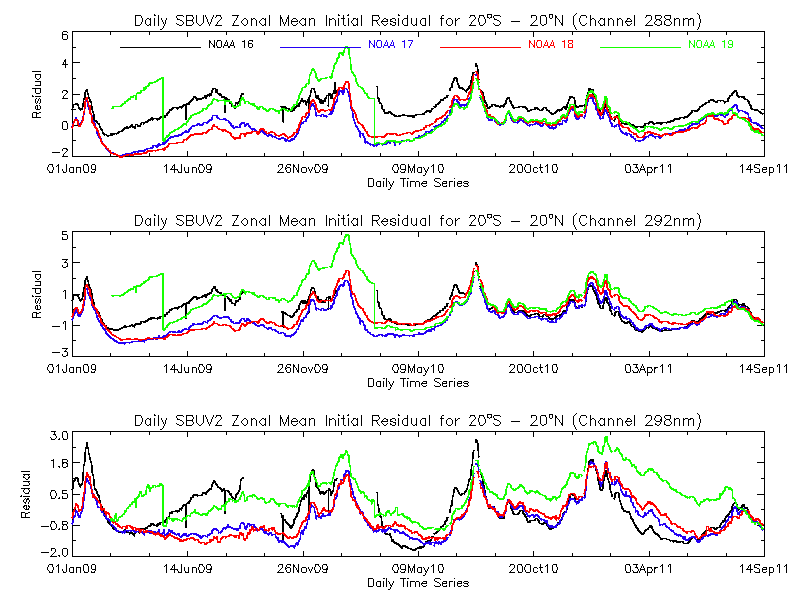 Daily SBUV2 Zonal Mean Initial Residual for 20°S - 20°N (Channel 288nm)
6
NOAA 16 NOAA 17 NOAA 18 NOAA 19
4
2
0
-2
Residual
01Jan09 14Jun09 26Nov09 09May10 20Oct10 03Apr11 14Sep11
Daily Time Series
Daily SBUV2 Zonal Mean Initial Residual for 20°S - 20°N (Channel 292nm)
5
3
1
-1
-3
Residual
01Jan09 14Jun09 26Nov09 09May10 20Oct10 03Apr11 14Sep11
Daily Time Series
Daily SBUV2 Zonal Mean Initial Residual for 20°S - 20°N (Channel 298nm)
3.0
1.8
0.5
-0.8
-2.0
Residual
01Jan09 14Jun09 26Nov09 09May10 20Oct10 03Apr11 14Sep11
Daily Time Series